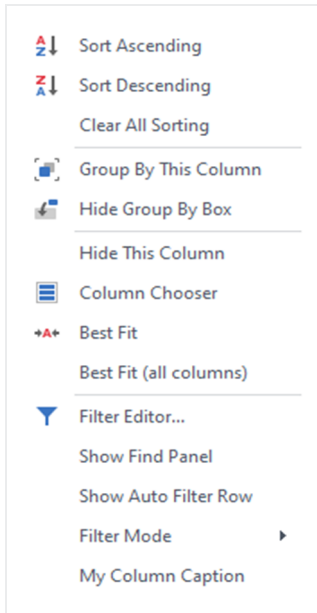 Sort Ascending
Sort Descending
Clear All Sorting
Group By This Column
Hide Group By Box
Hide This Column
Column Chooser
Best Fit
Best Fit (all columns)
Filter Editor...
Show Find Panel
Show Auto Filter Row
Filter Mode
My Column Caption